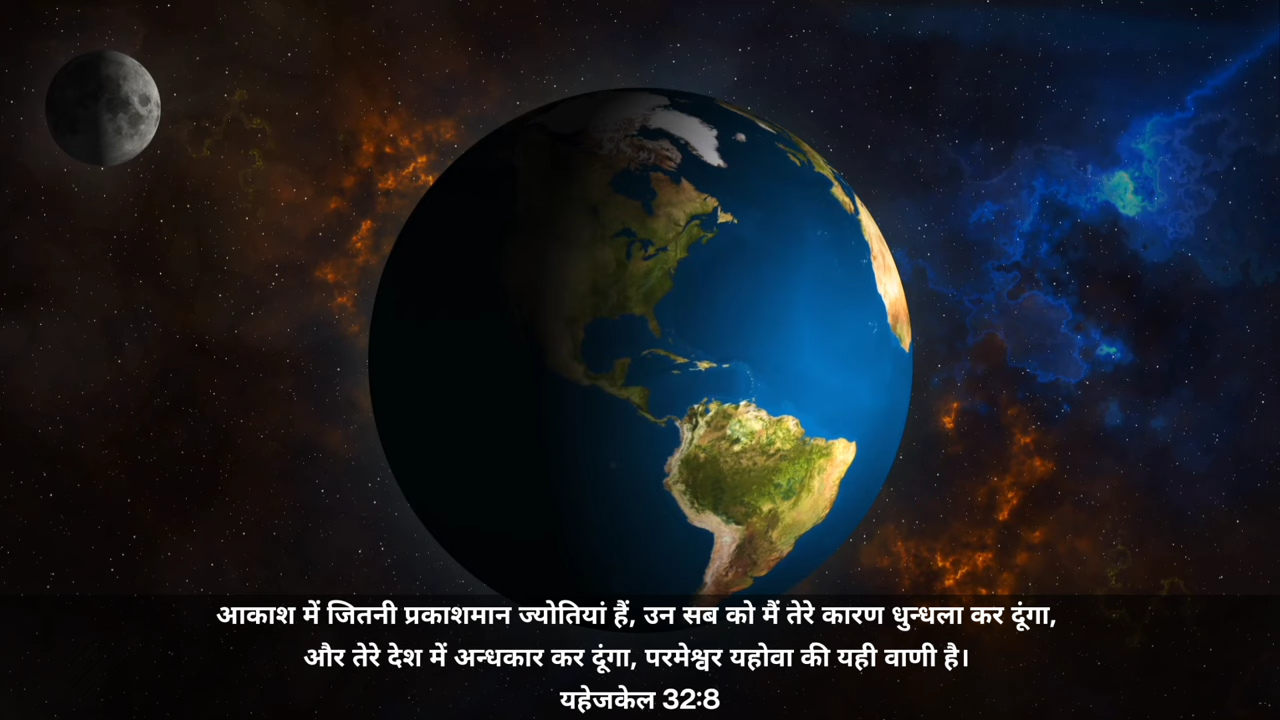 आकाश में जितनी प्रकाशमान ज्योतियां हैं, उन सब को मैं तेरे कारण धुन्धला कर दूंगा,
और तेरे देश में अन्धकार कर दूंगा, परमेश्वर यहोवा की यही वाणी है।
यहेजकेल 32:8